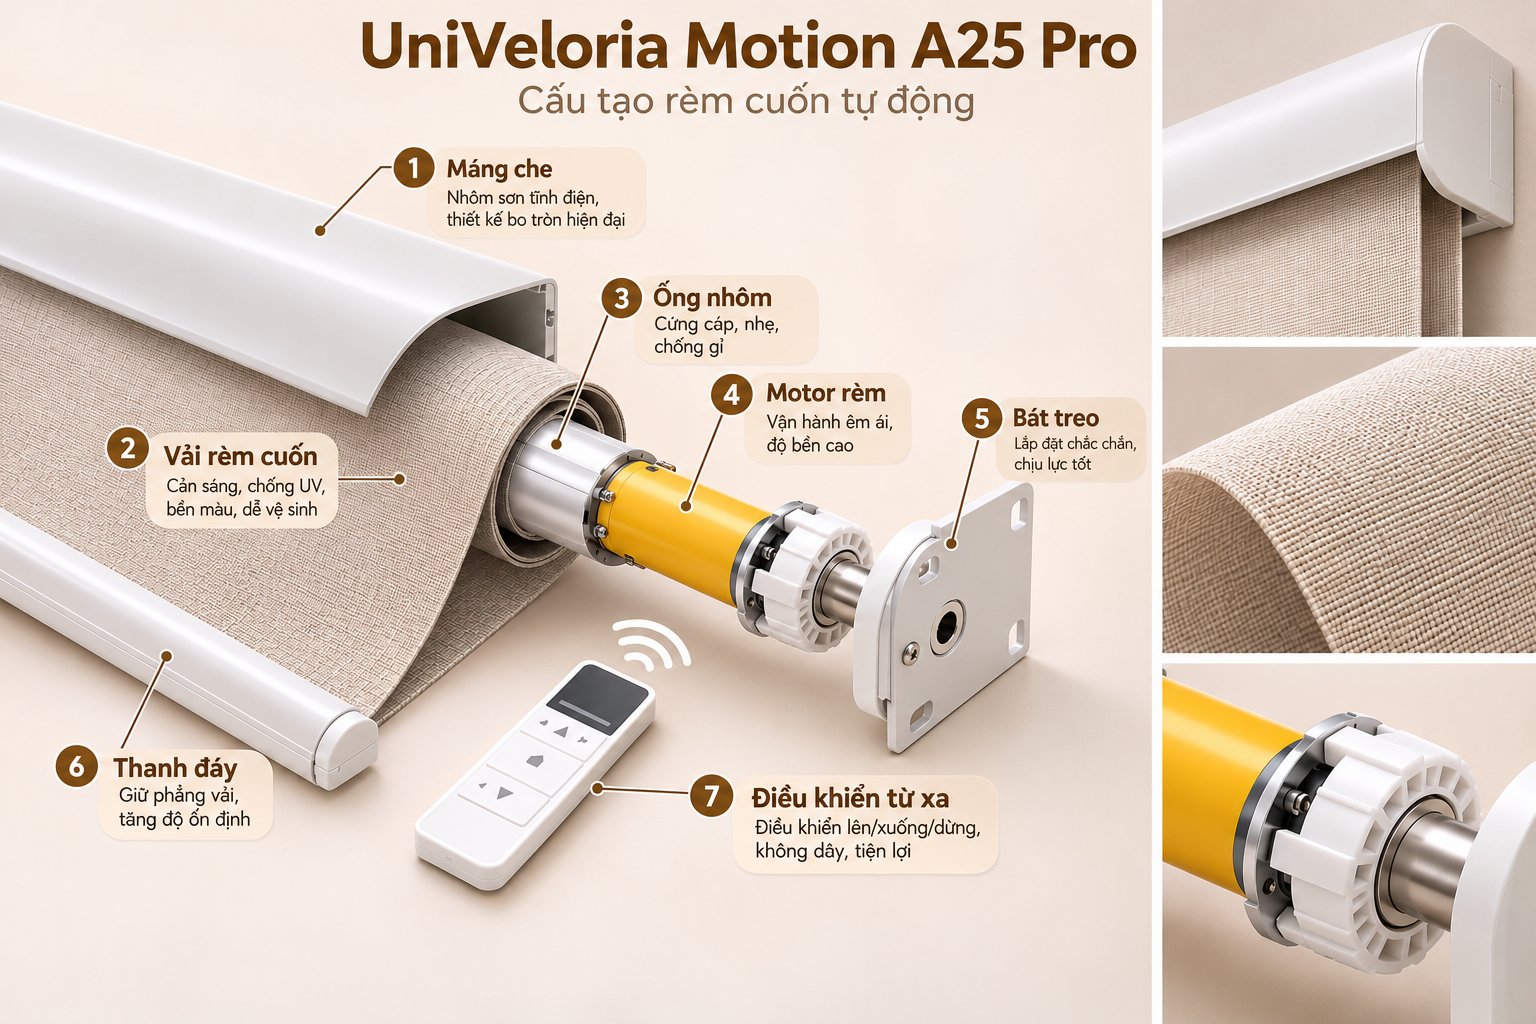 UniVeloria Motion A25 Pro
Cấu tạo rèm cuốn tự động
1 Máng che
Nhôm sơn tĩnh điện,
thiết kế bo tròn hiện đại
2 Vải rèm cuốn
Cản sáng, chống UV,
bền màu, dễ vệ sinh
3 Ống nhôm
Cứng cáp, nhẹ,
chống gỉ
4 Motor rèm
Vận hành êm ái,
độ bền cao
5 Bát treo
Lắp đặt chắc chắn,
chịu lực tốt
6 Thanh đáy
Giữ phẳng vải,
tăng độ ổn định
7 Điều khiển từ xa
Điều khiển lên/xuống/dừng,
không dây, tiện lợi